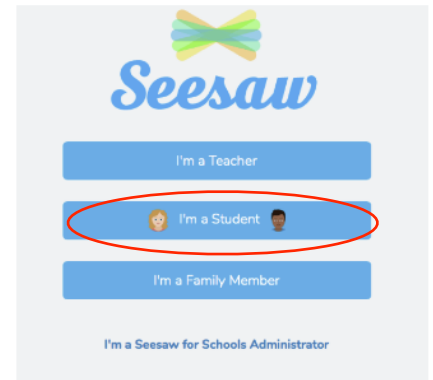 Seesaw
I'm a Teacher
I'm a Student
I'm a Family Member
I'm a Seesaw for Schools Administrator